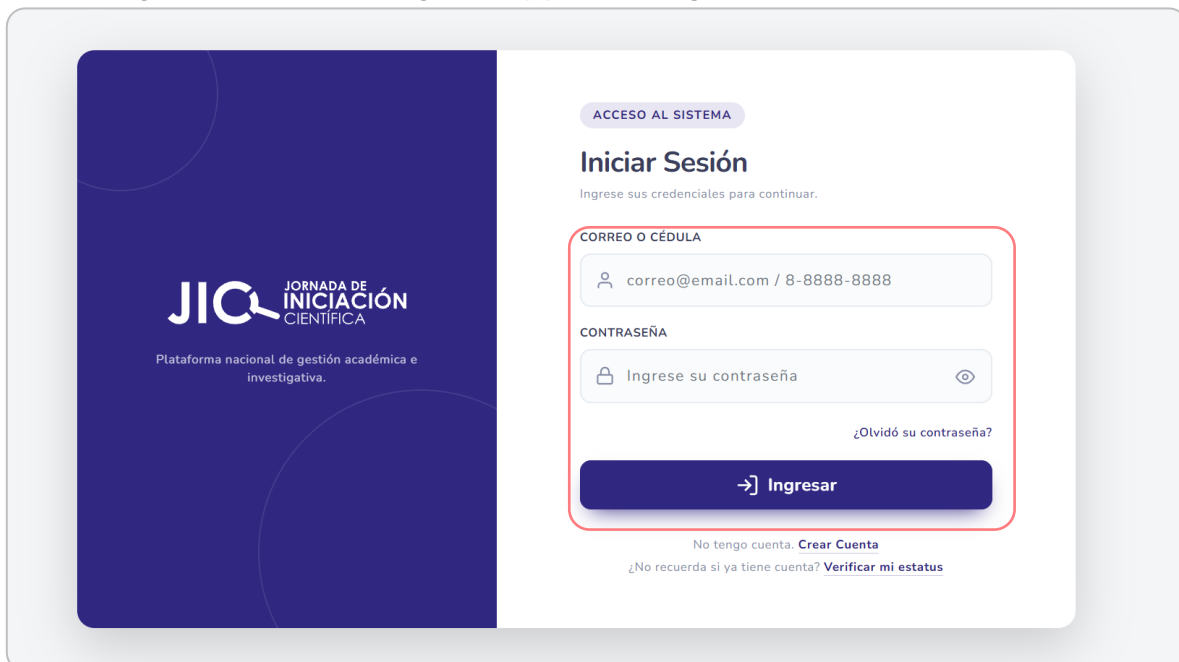 JIC JORNADA DE
INICIACIÓN
CIENTÍFICA
Plataforma nacional de gestión académica e
investigativa.
ACCESO AL SISTEMA
Iniciar Sesión
Ingrese sus credenciales para continuar.
CORREO O CÉDULA
correo@email.com / 8-8888-8888
CONTRASEÑA
Ingrese su contraseña
¿Olvidó su contraseña?
Ingresar
No tengo cuenta. Crear Cuenta
¿No recuerda si ya tiene cuenta? Verificar mi estatus